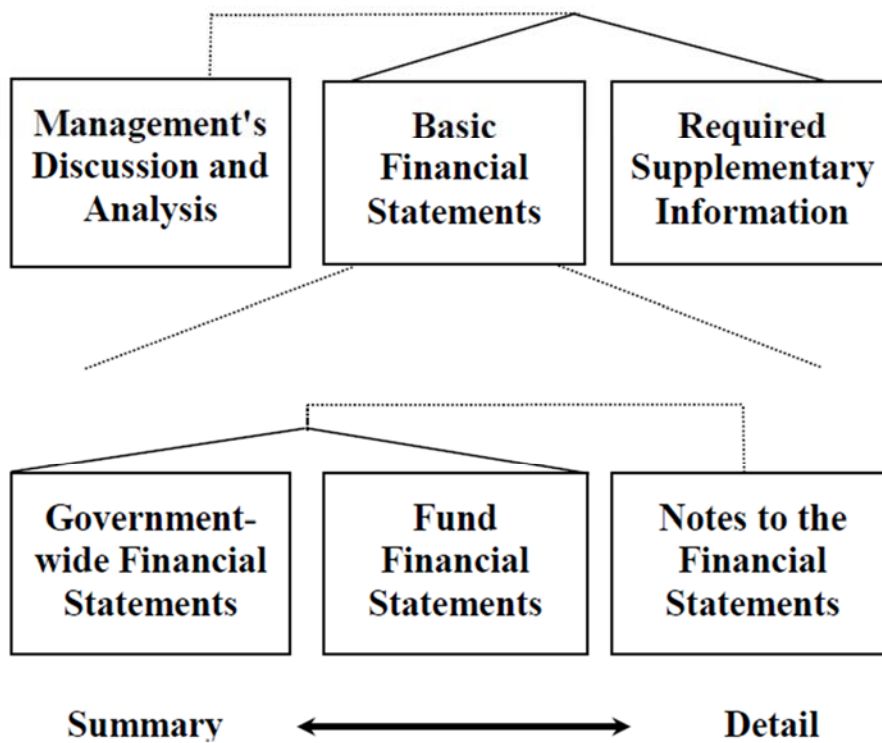 Management's
Discussion and
Analysis
Basic
Financial
Statements
Required
Supplementary
Information
Government-
wide Financial
Statements
Fund
Financial
Statements
Notes to the
Financial
Statements
Summary
Detail